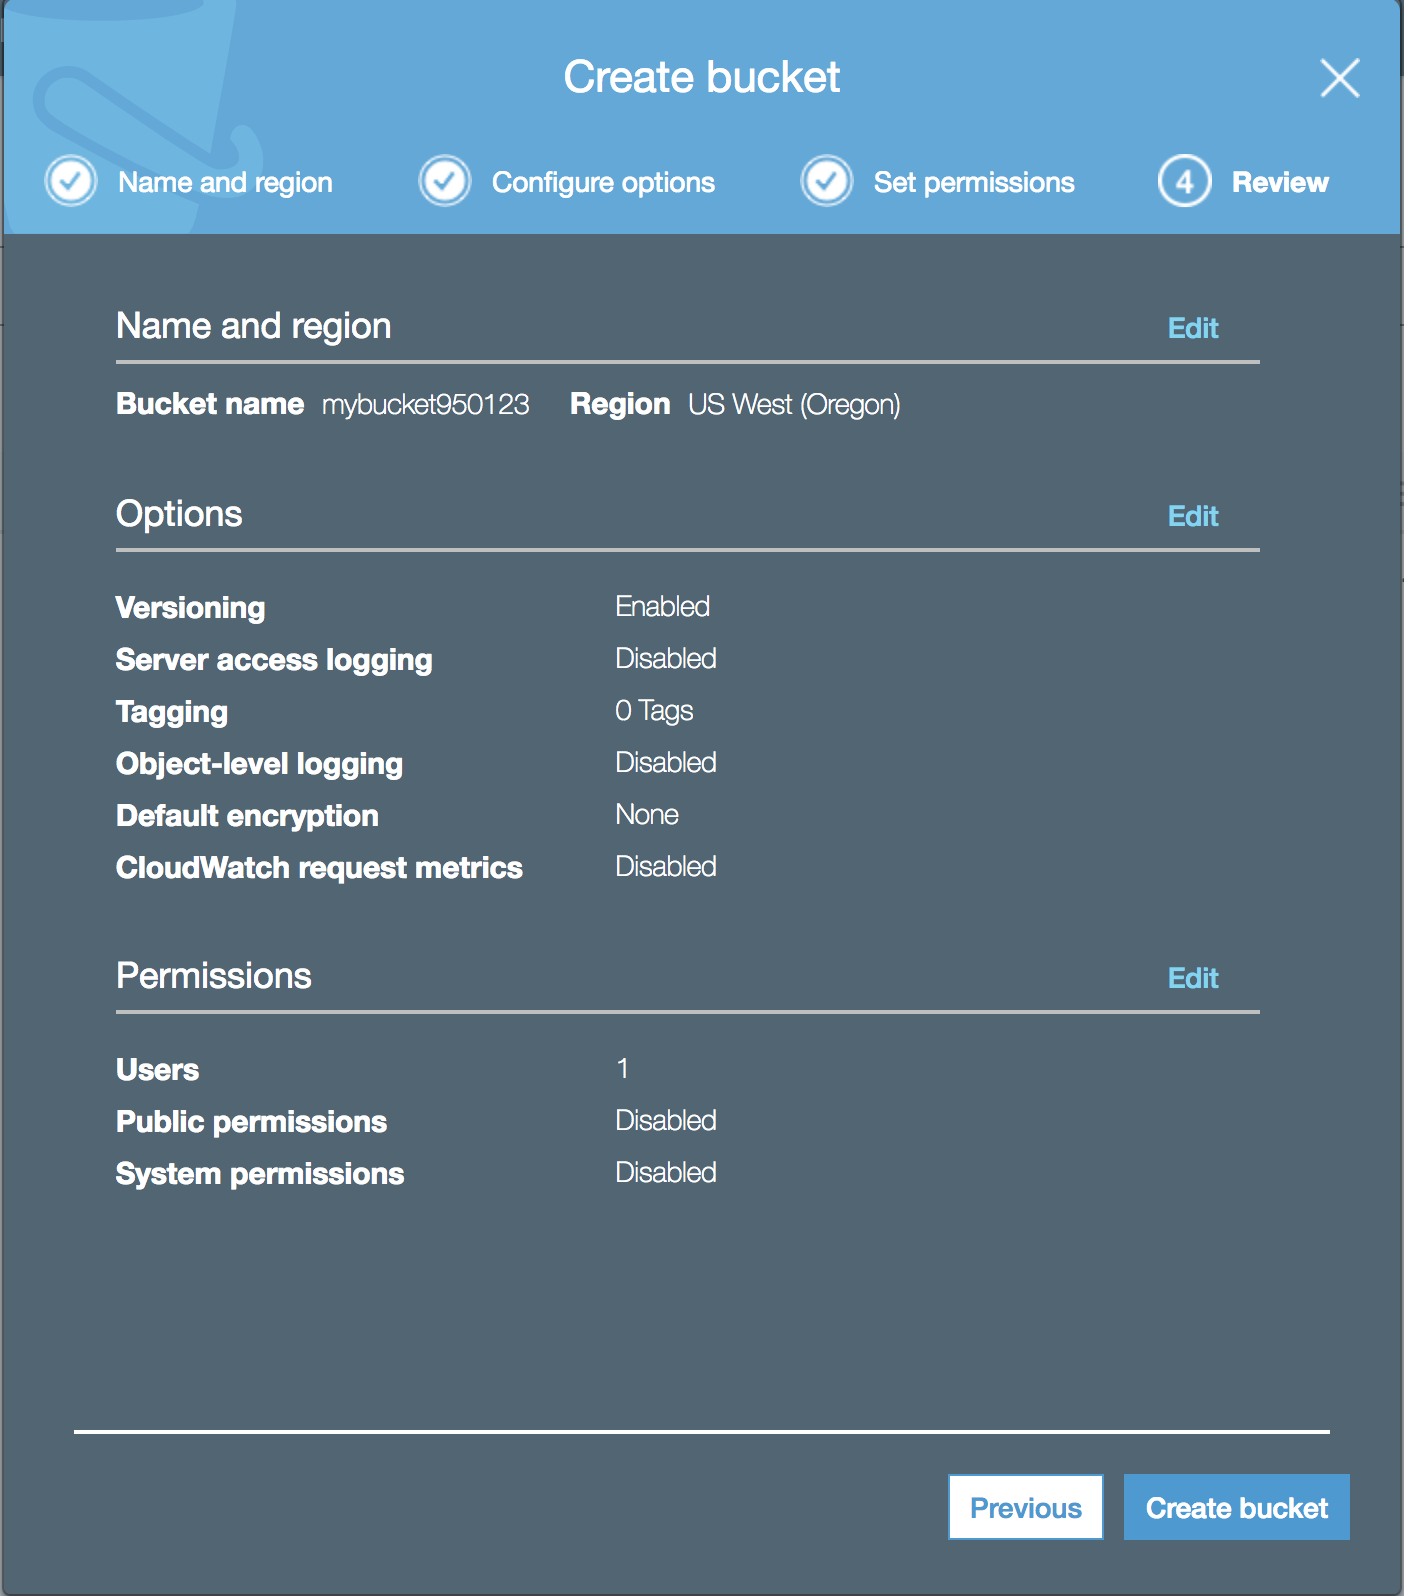 Create bucket
Name and region
Configure options
Set permissions
4 Review
Name and region Edit
Bucket name mybucket950123 Region US West (Oregon)
Options Edit
Versioning Enabled
Server access logging Disabled
Tagging 0 Tags
Object-level logging Disabled
Default encryption None
CloudWatch request metrics Disabled
Permissions Edit
Users 1
Public permissions Disabled
System permissions Disabled
Previous Create bucket